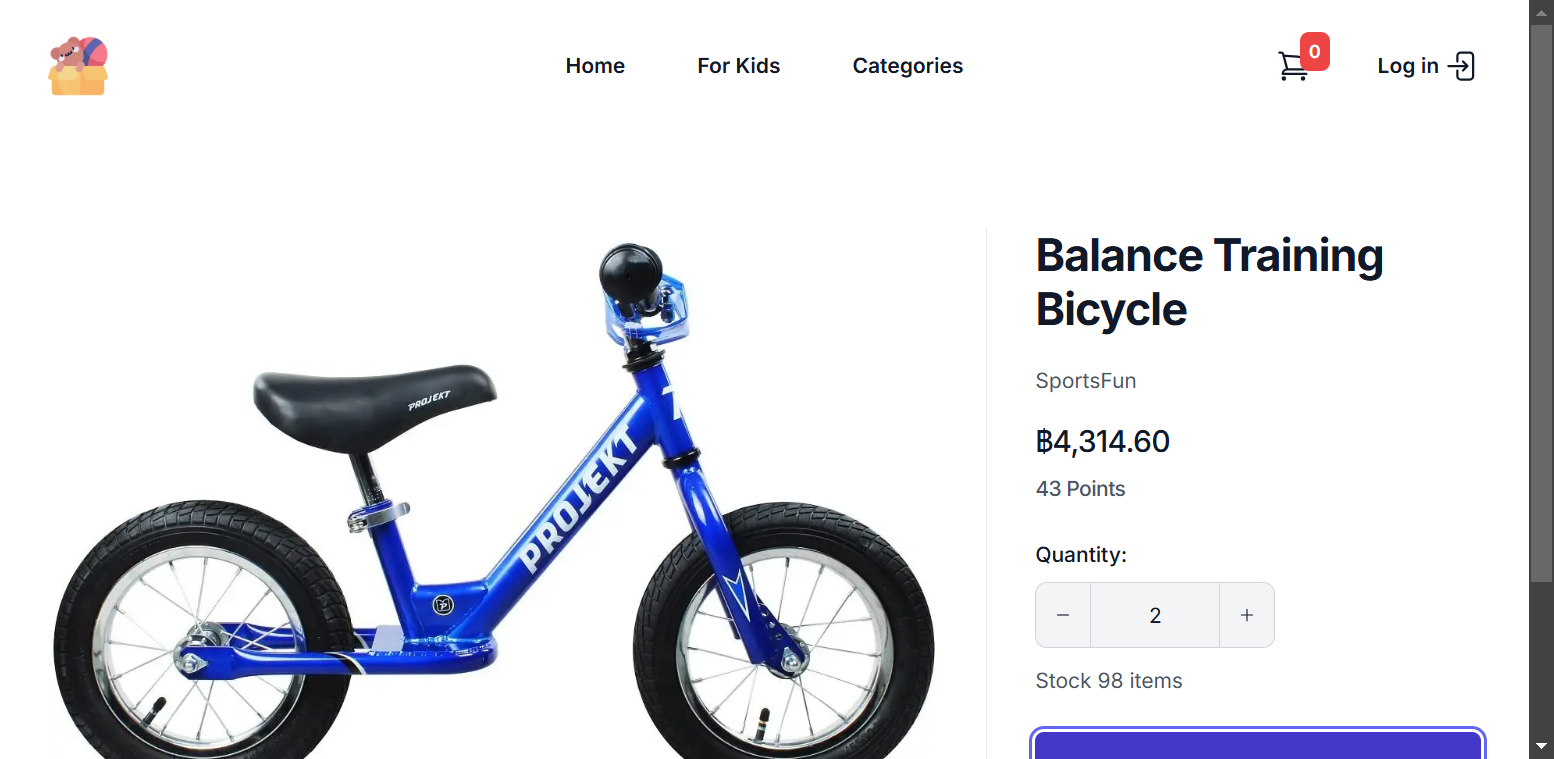 0
Home
For Kids
Categories
Log in
Balance Training
Bicycle
SportsFun
฿4,314.60
43 Points
Quantity:
− 2 +
Stock 98 items
PROJEKT
PROJEKT